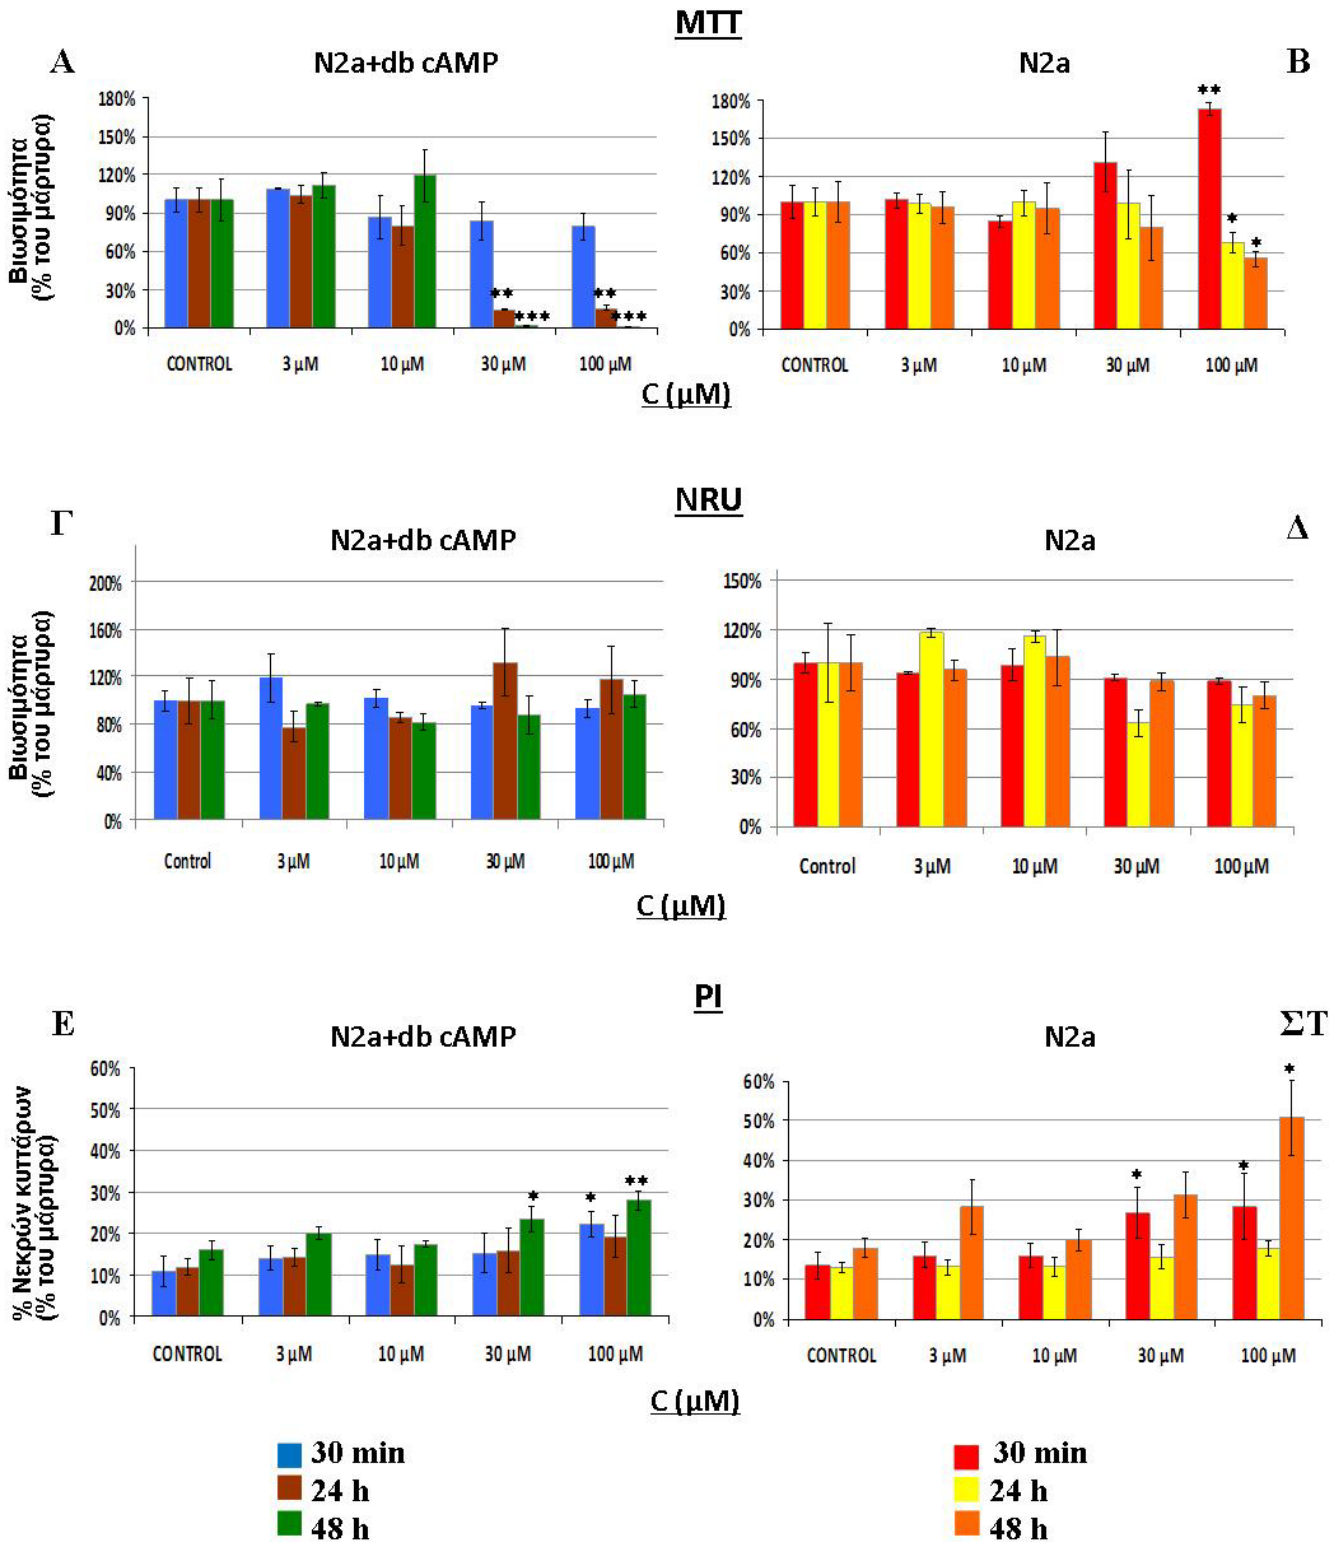 MTT
A
N2a+db cAMP
N2a
B
Βιωσιμότητα
(% του μάρτυρα)
180%
150%
120%
90%
60%
30%
0%
** *** ** ***
CONTROL 3 μM 10 μM 30 μM 100 μM
180%
150%
120%
90%
60%
30%
0%
** * *
CONTROL 3 μM 10 μM 30 μM 100 μM
C (μM)
NRU
Γ
N2a+db cAMP
N2a
Δ
Βιωσιμότητα
(% του μάρτυρα)
200%
160%
120%
80%
40%
0%
Control 3 μM 10 μM 30 μM 100 μM
150%
120%
90%
60%
30%
0%
Control 3 μM 10 μM 30 μM 100 μM
C (μM)
PI
E
N2a+db cAMP
N2a
ΣΤ
% Νεκρών κυττάρων
(% του μάρτυρα)
60%
50%
40%
30%
20%
10%
0%
* * **
CONTROL 3 μM 10 μM 30 μM 100 μM
60%
50%
40%
30%
20%
10%
0%
* * *
CONTROL 3 μM 10 μM 30 μM 100 μM
C (μM)
30 min
24 h
48 h
30 min
24 h
48 h